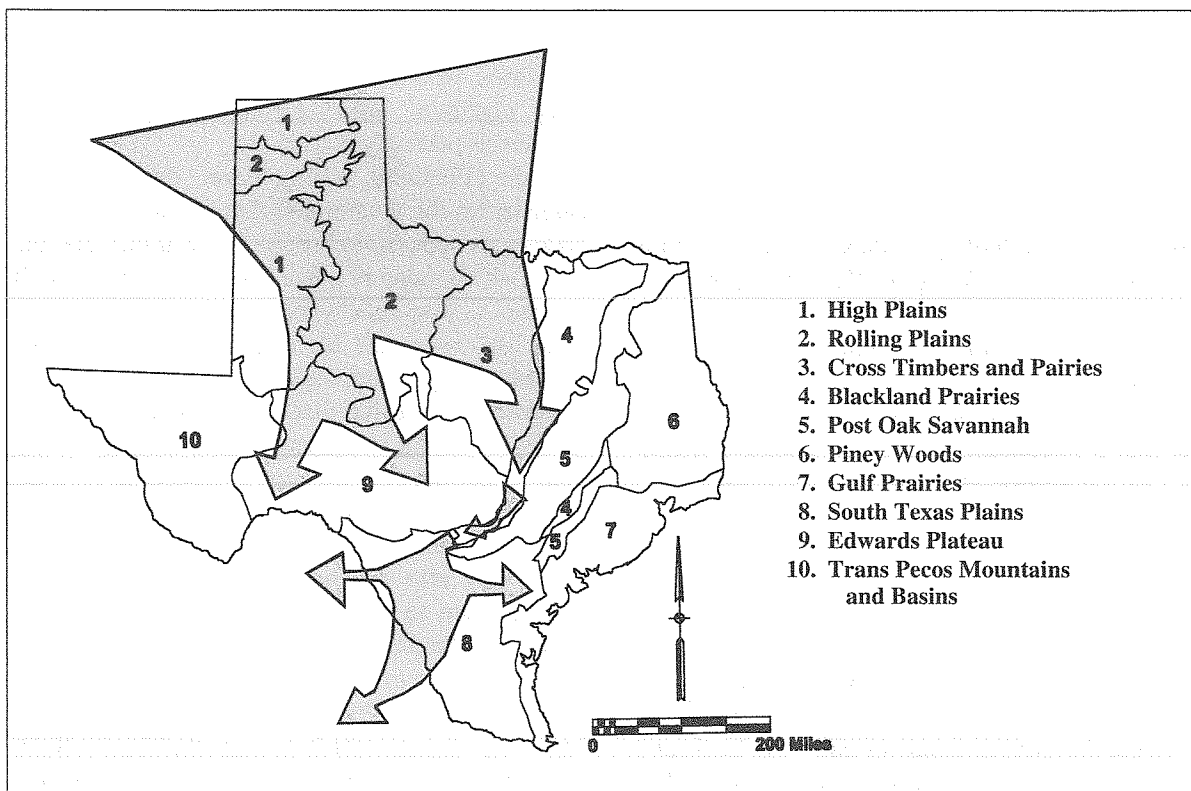 1
2
1
2
3
4
10
9
5
6
4
5
7
8
1. High Plains
2. Rolling Plains
3. Cross Timbers and Pairies
4. Blackland Prairies
5. Post Oak Savannah
6. Piney Woods
7. Gulf Prairies
8. South Texas Plains
9. Edwards Plateau
10. Trans Pecos Mountains
and Basins
0 200 Miles